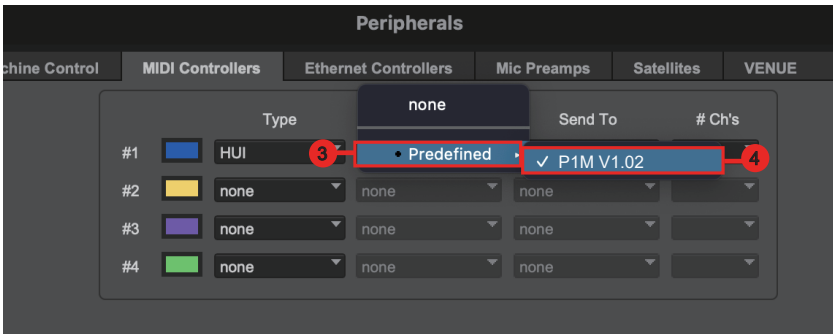 Peripherals
chine Control MIDI Controllers Ethernet Controllers Mic Preamps Satellites VENUE
none
Type Send To # Ch's
#1 HUI 3 • Predefined ✓ P1M V1.02 4
#2 none none none
#3 none none none
#4 none none none